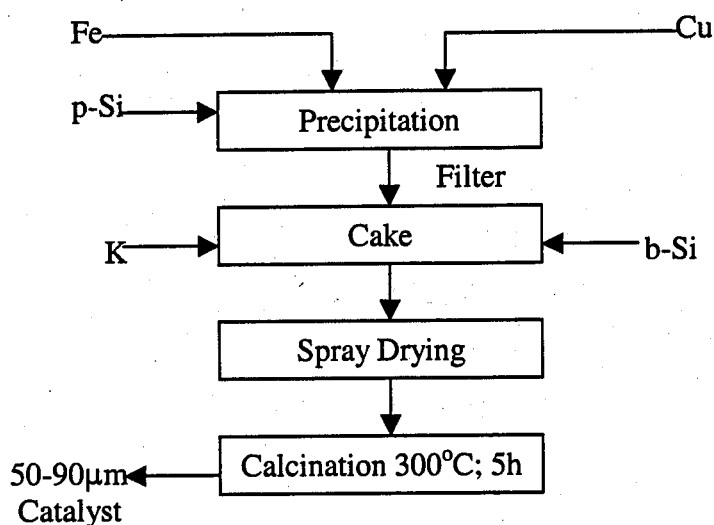 Fe
Cu
p-Si
Precipitation
Filter
K
Cake
b-Si
Spray Drying
Calcination 300°C; 5h
50-90μm
Catalyst